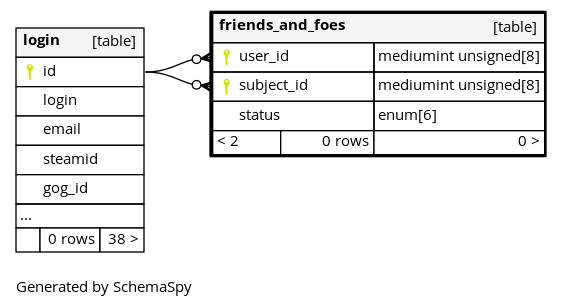 login [table]
id
login
email
steamid
gog_id
...
0 rows 38 >
friends_and_foes [table]
user_id mediumint unsigned[8]
subject_id mediumint unsigned[8]
status enum[6]
< 2 0 rows 0 >
Generated by SchemaSpy